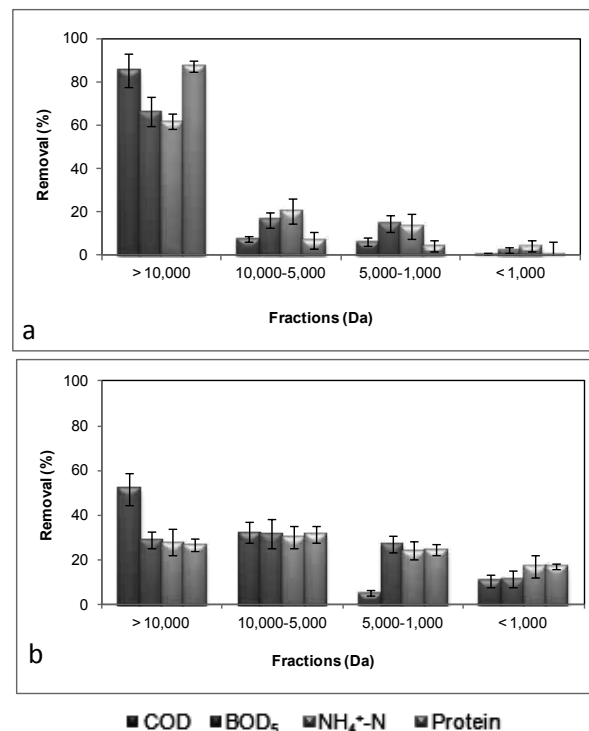 100
80
60
40
20
0
Removal (%)
> 10,000 10,000-5,000 5,000-1,000 < 1,000
Fractions (Da)
a
100
80
60
40
20
0
Removal (%)
> 10,000 10,000-5,000 5,000-1,000 < 1,000
Fractions (Da)
b
COD BOD₅ NH₄⁺-N Protein